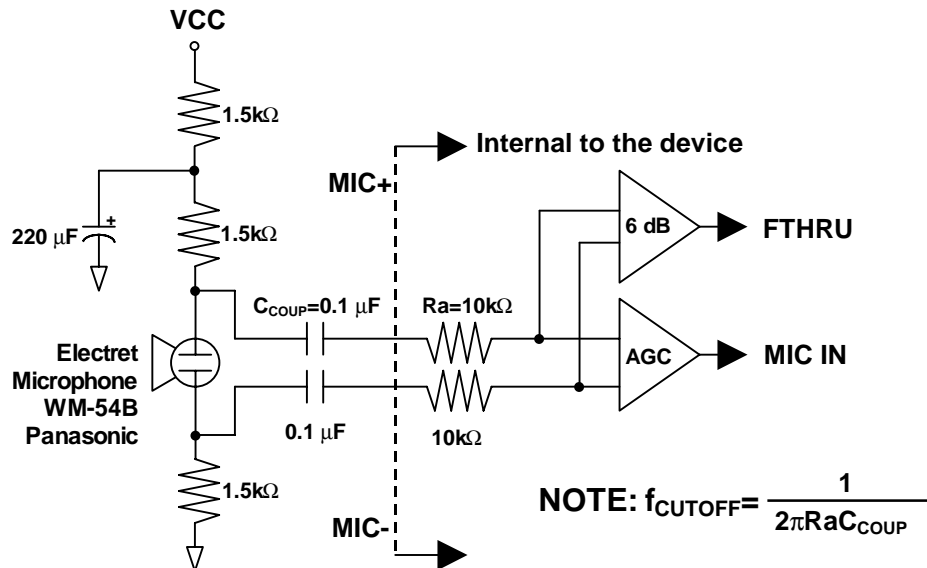 VCC
1.5kΩ
Internal to the device
MIC+
+
220 μF
1.5kΩ
6 dB
FTHRU
C_COUP=0.1 μF
Ra=10kΩ
Electret
Microphone
WM-54B
Panasonic
AGC
MIC IN
0.1 μF
10kΩ
1.5kΩ
NOTE: f_CUTOFF= 1
2πRaC_COUP
MIC-